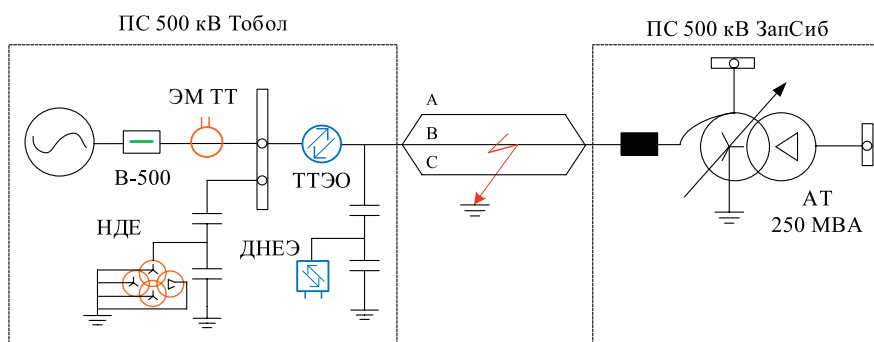 ПС 500 кВ Тобол
ПС 500 кВ ЗапСиб
ЭМ ТТ
В-500
ТТЭО
НДЕ
ДНЕЭ
А
В
С
АТ
250 МВА